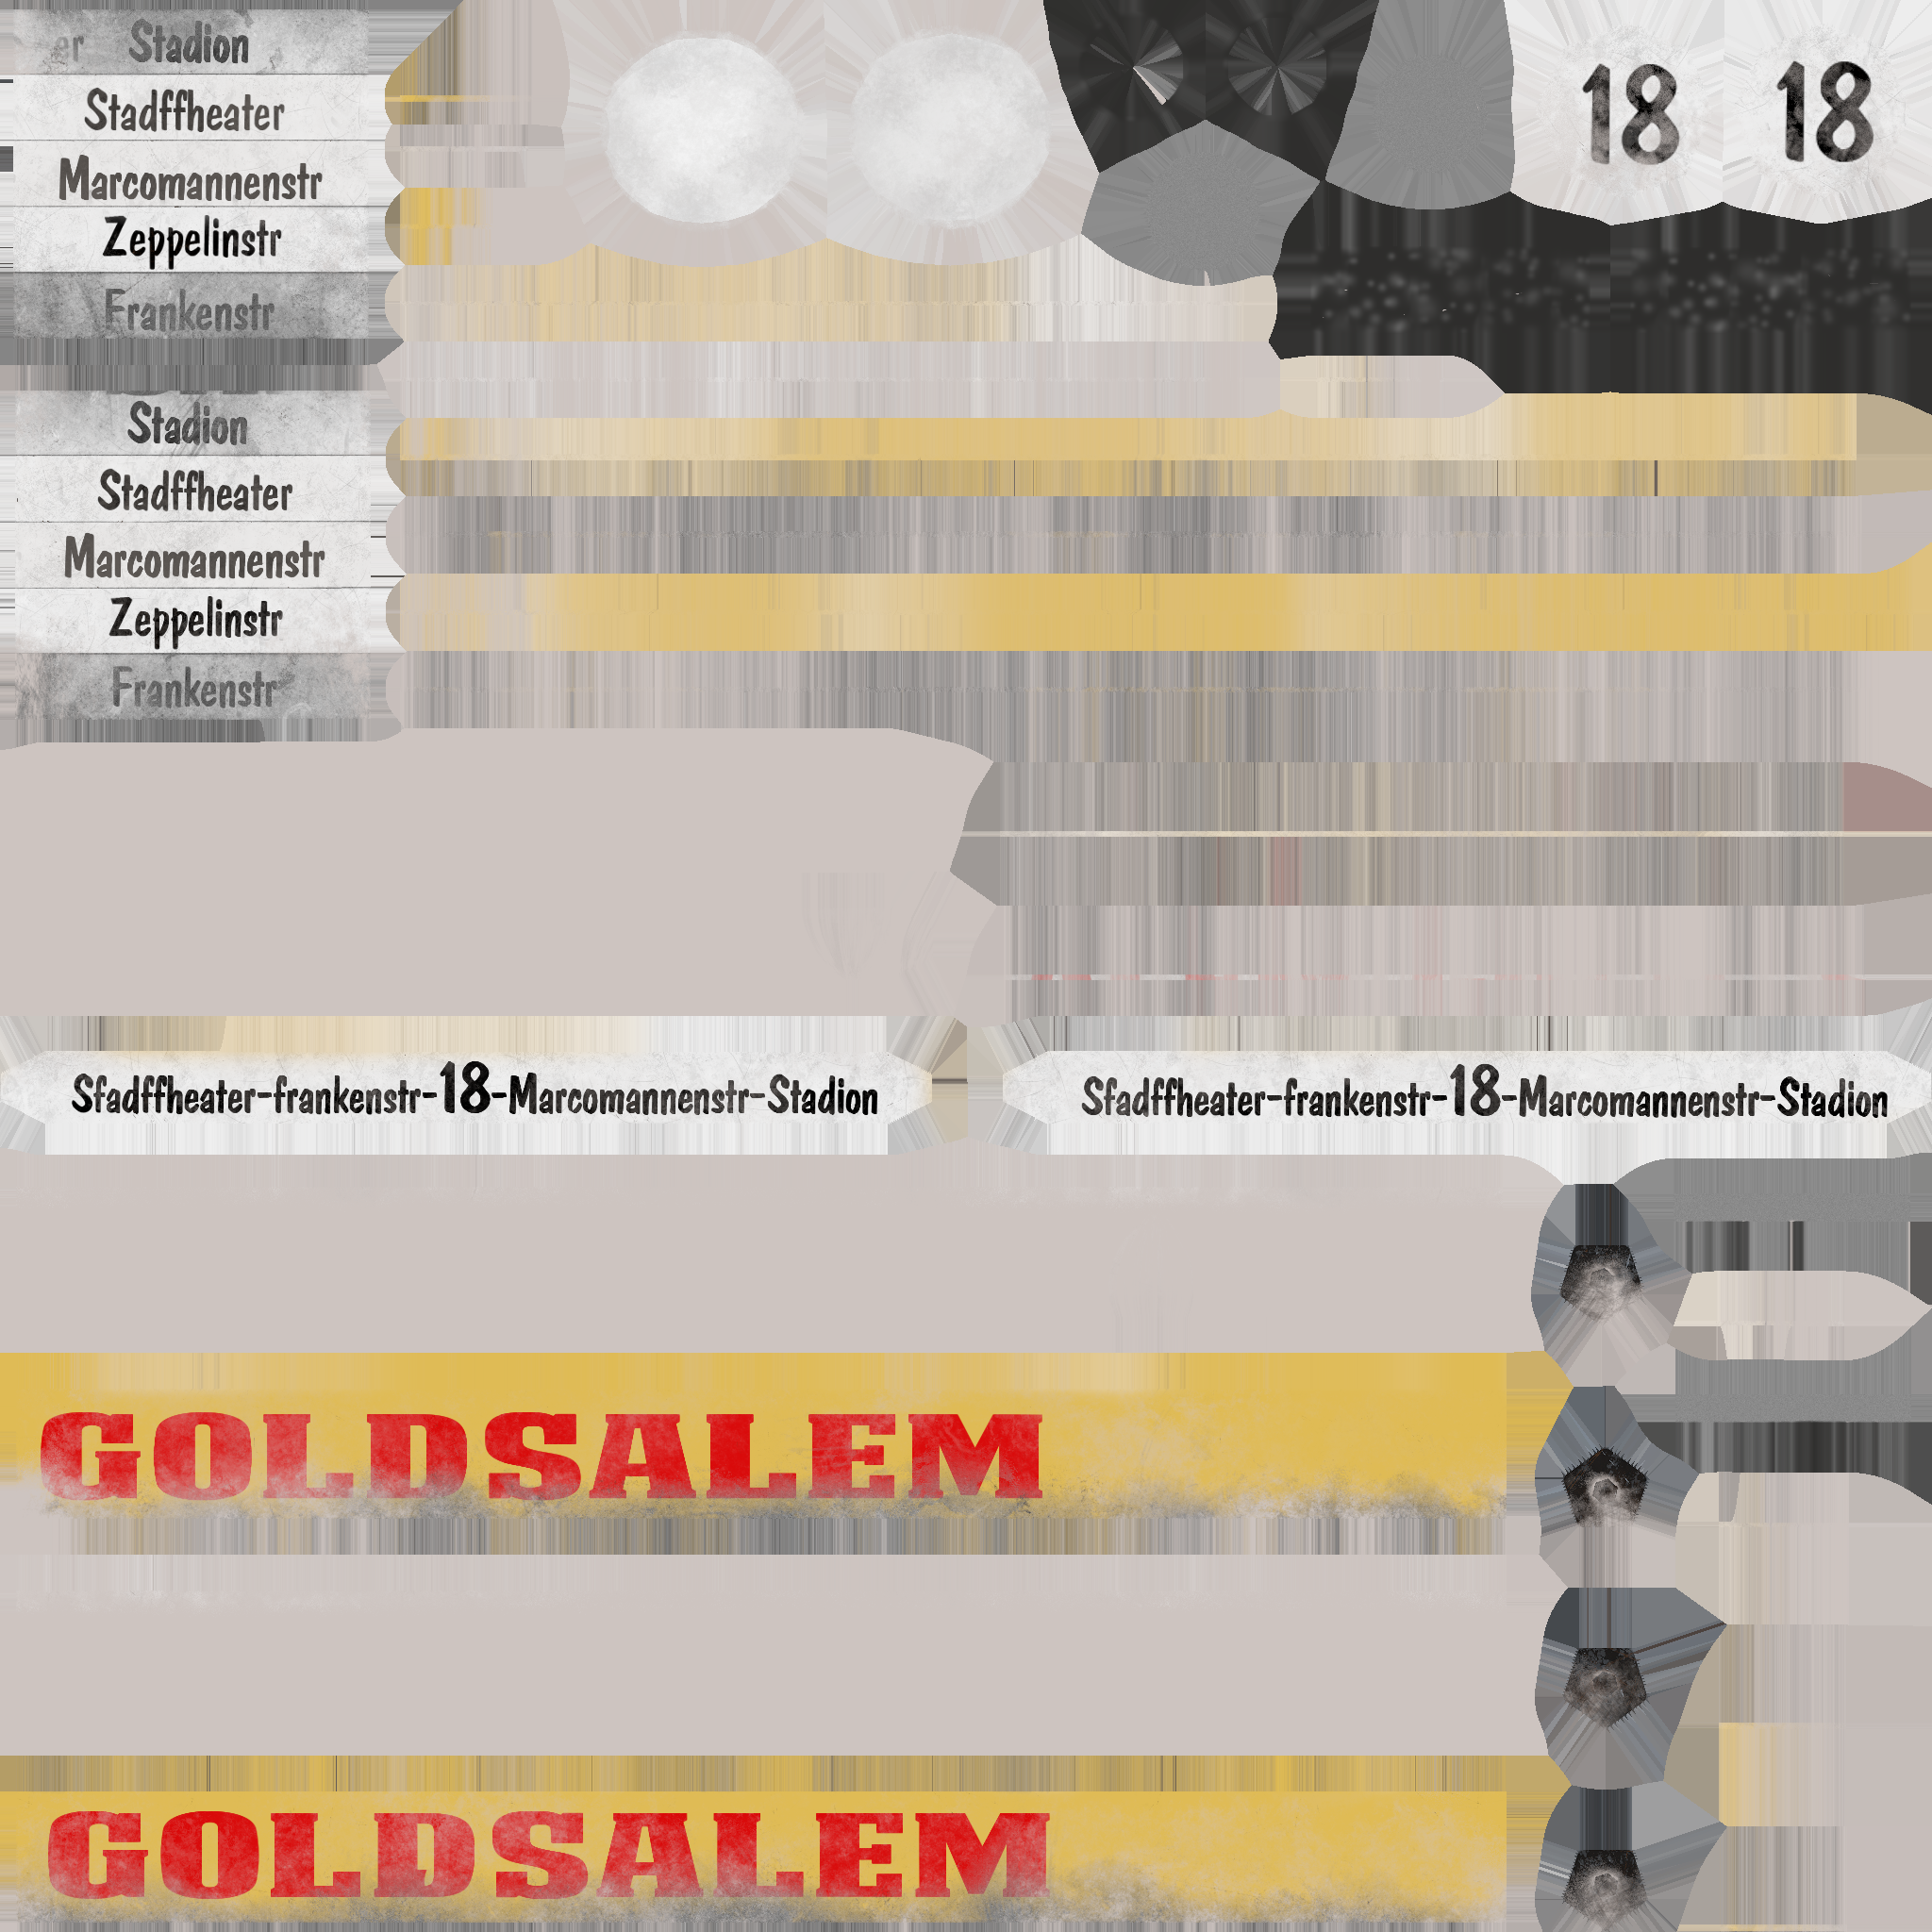 er Stadion
Stadffheater
Marcomannenstr
Zeppelinstr
Frankenstr
18
18
Stadion
Stadffheater
Marcomannenstr
Zeppelinstr
Frankenstr
Sfadffheater-frankenstr-18-Marcomannenstr-Stadion
Sfadffheater-frankenstr-18-Marcomannenstr-Stadion
GOLDSALEM
GOLDSALEM